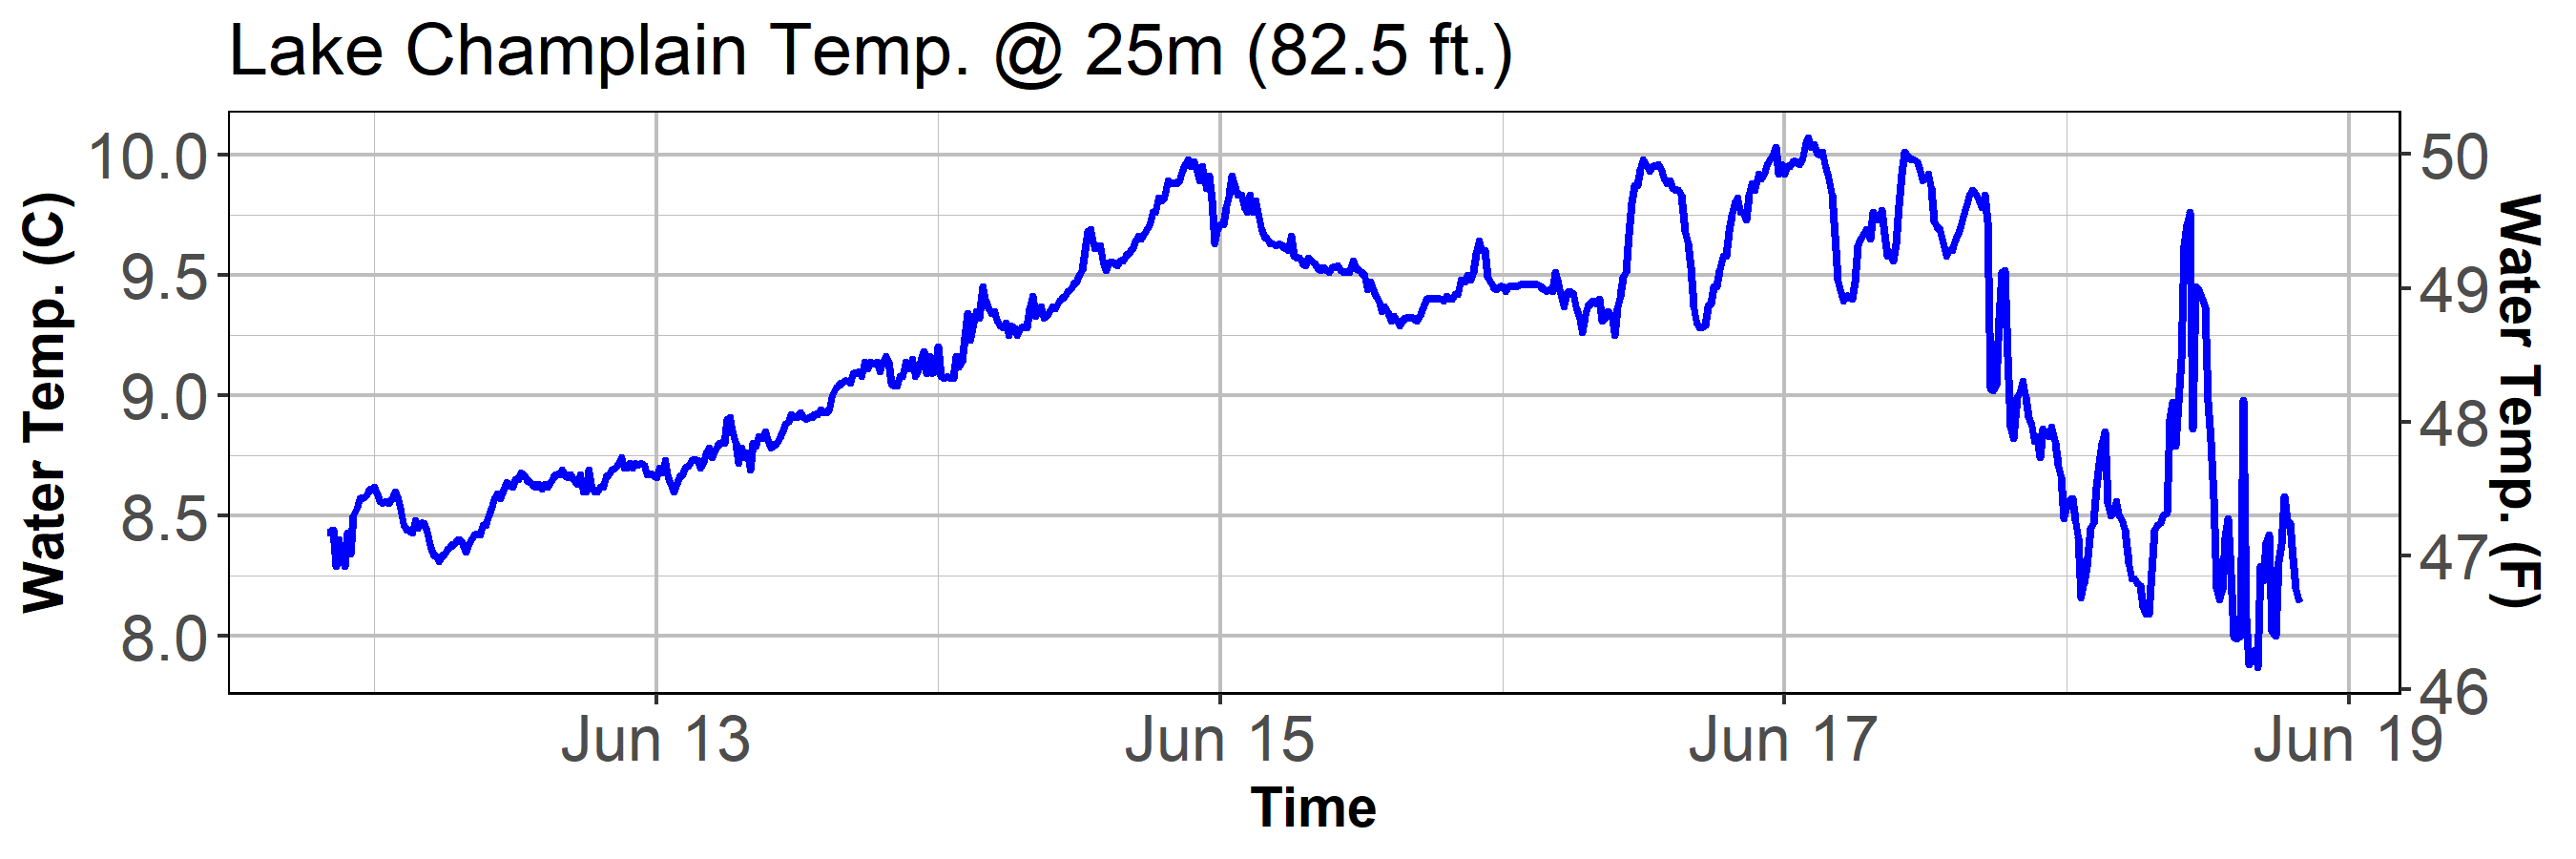 Lake Champlain Temp. @ 25m (82.5 ft.)
Water Temp. (C)
10.0
9.5
9.0
8.5
8.0
50
49
48
47
46
Water Temp. (F)
Jun 13
Jun 15
Jun 17
Jun 19
Time